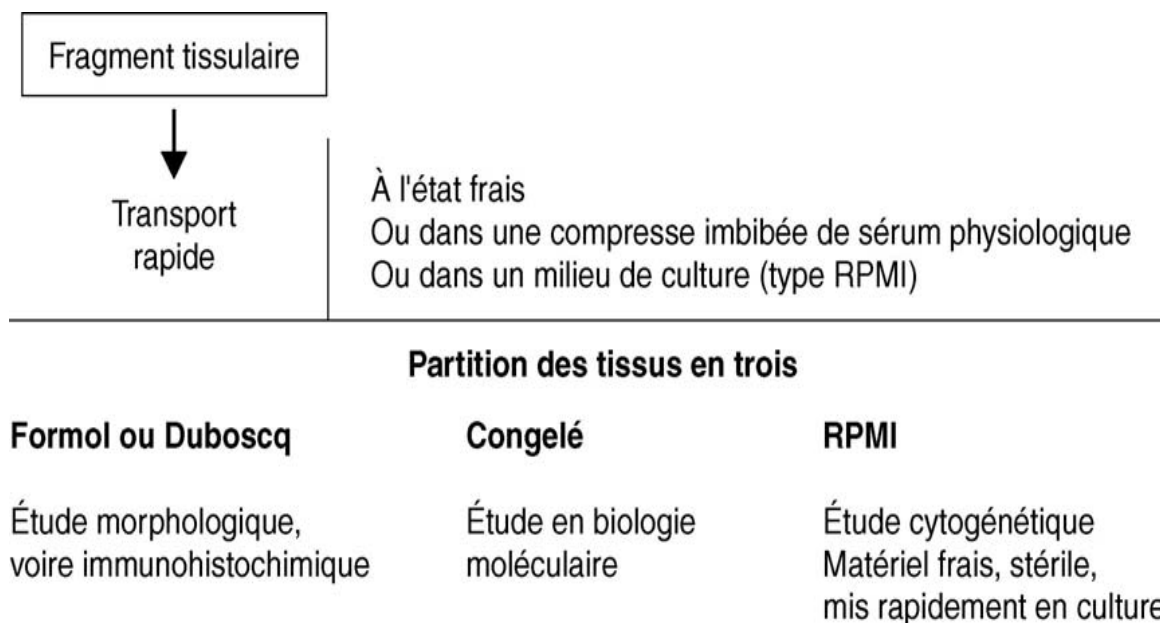 Fragment tissulaire
Transport
rapide
À l'état frais
Ou dans une compresse imbibée de sérum physiologique
Ou dans un milieu de culture (type RPMI)
Partition des tissus en trois
Formol ou Duboscq
Étude morphologique,
voire immunohistochimique
Congelé
Étude en biologie
moléculaire
RPMI
Étude cytogénétique
Matériel frais, stérile,
mis rapidement en culture